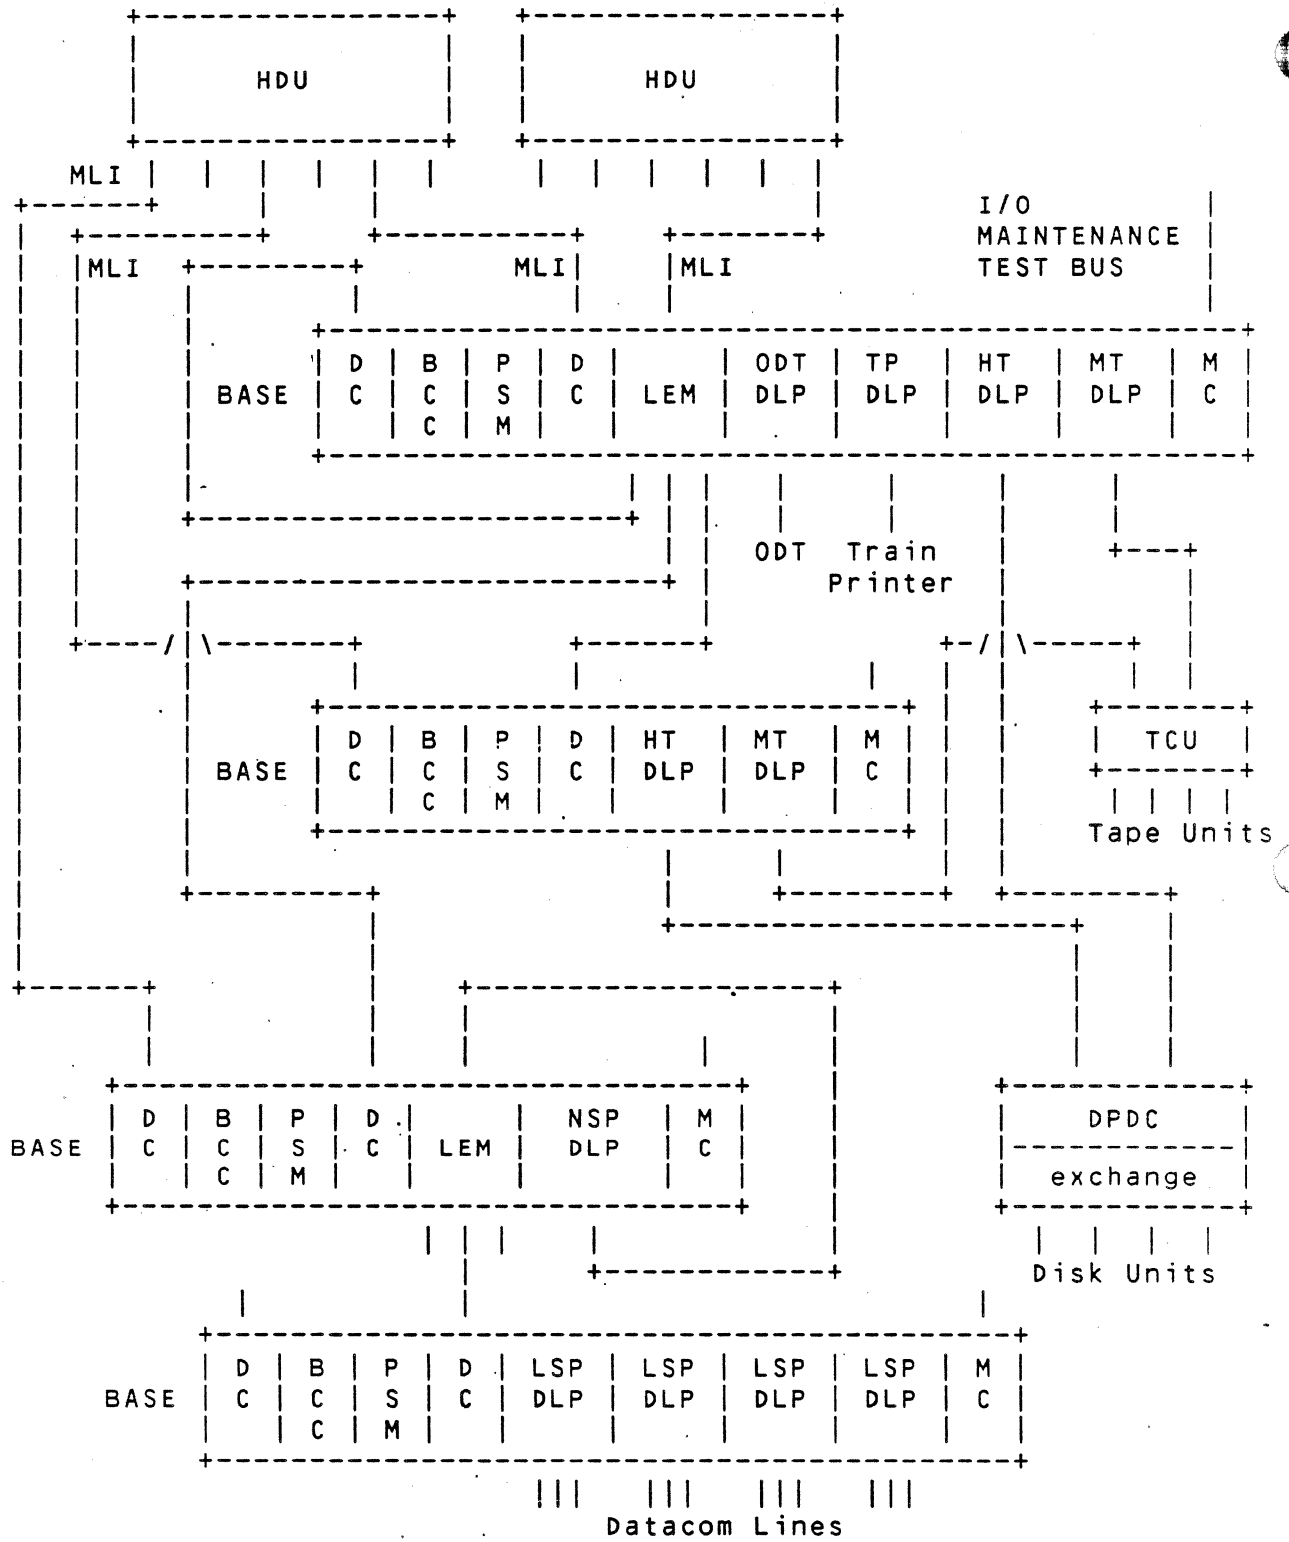 HDU HDU
MLI
I/O
MAINTENANCE
MLI MLI MLI TEST BUS
D B P D ODT TP HT MT M
BASE C C S C LEM DLP DLP DLP DLP C
C M
ODT Train
Printer
D B P D HT MT M TCU
BASE C C S C DLP DLP C
C M
Tape Units
D B P D NSP M DPDC
BASE C C S C LEM DLP C
C M exchange
Disk Units
D B P D LSP LSP LSP LSP M
BASE C C S C DLP DLP DLP DLP C
C M
Datacom Lines